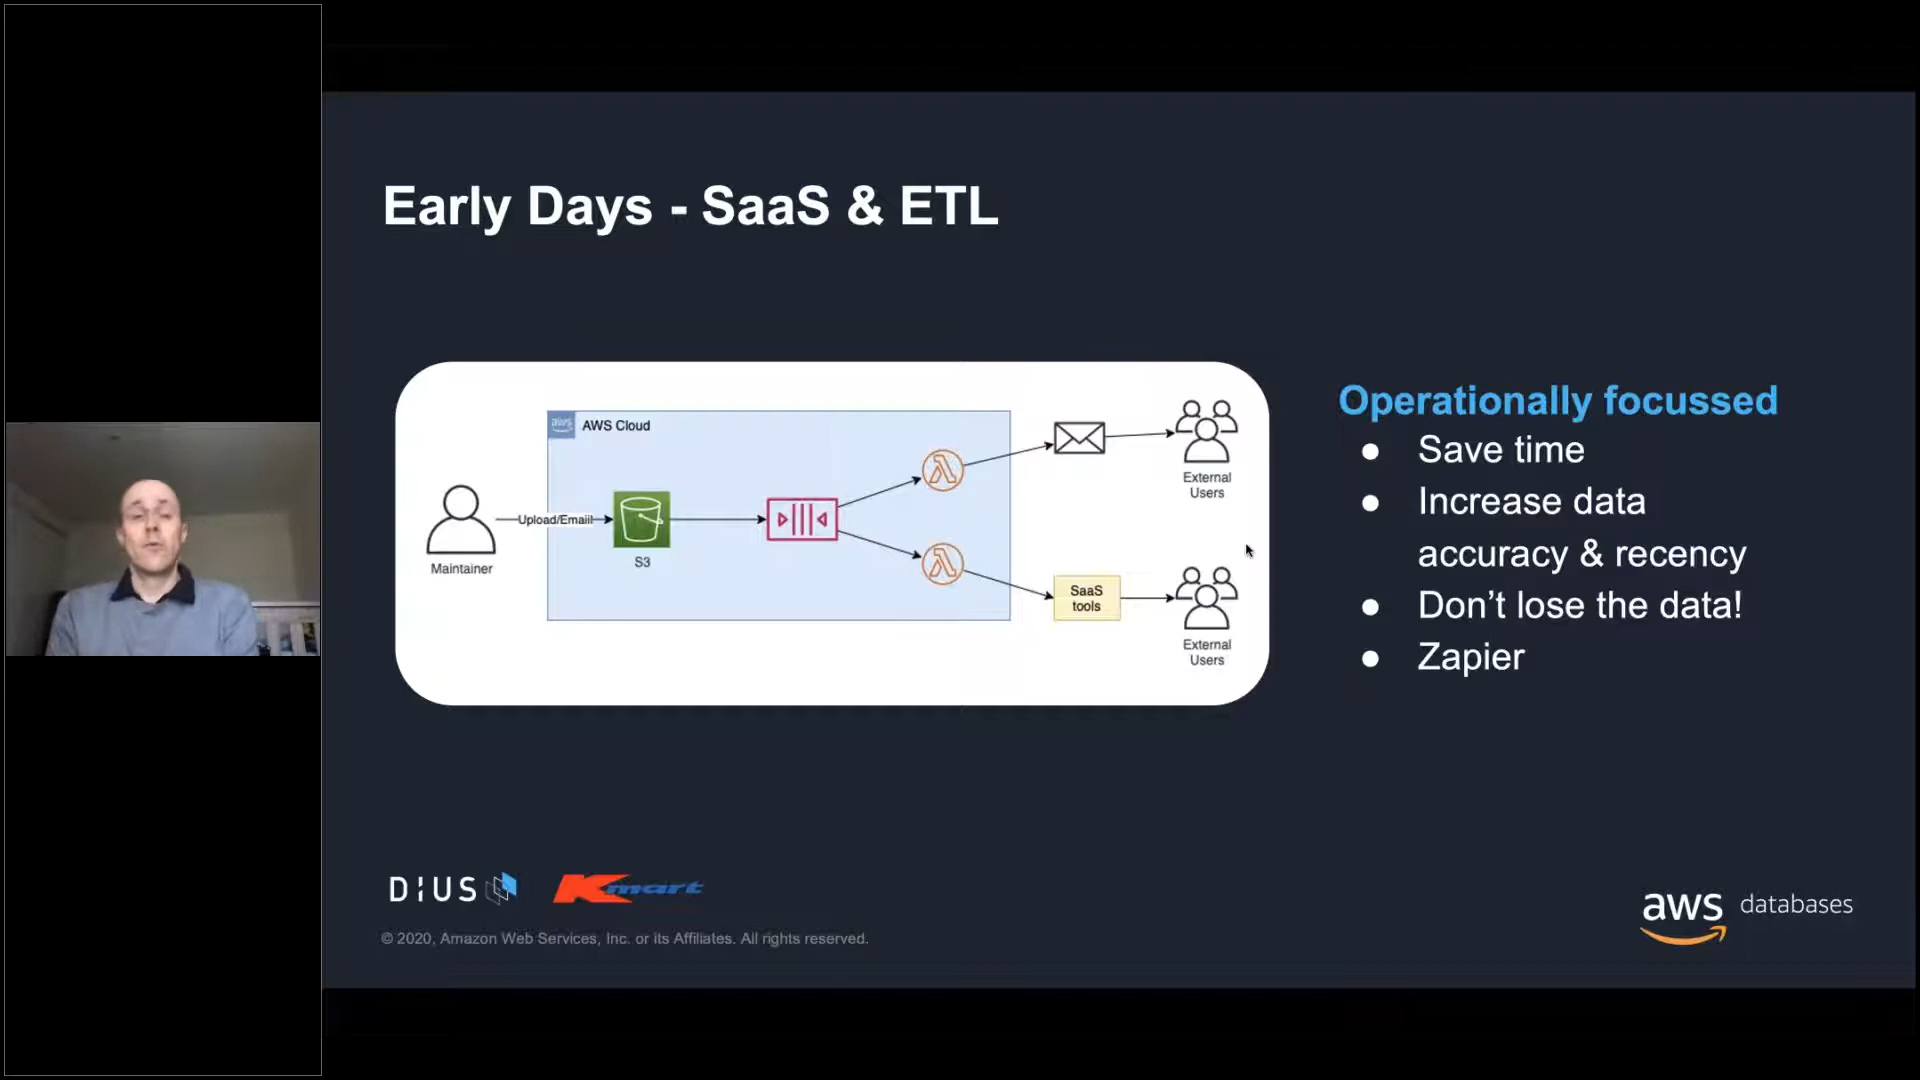 Early Days - SaaS & ETL
aws
AWS Cloud
Maintainer
Upload/Emaiil
S3
External
Users
SaaS
tools
External
Users
Operationally focussed
● Save time
● Increase data
accuracy & recency
● Don’t lose the data!
● Zapier
DiUS
Kmart
© 2020, Amazon Web Services, Inc. or its Affiliates. All rights reserved.
aws databases